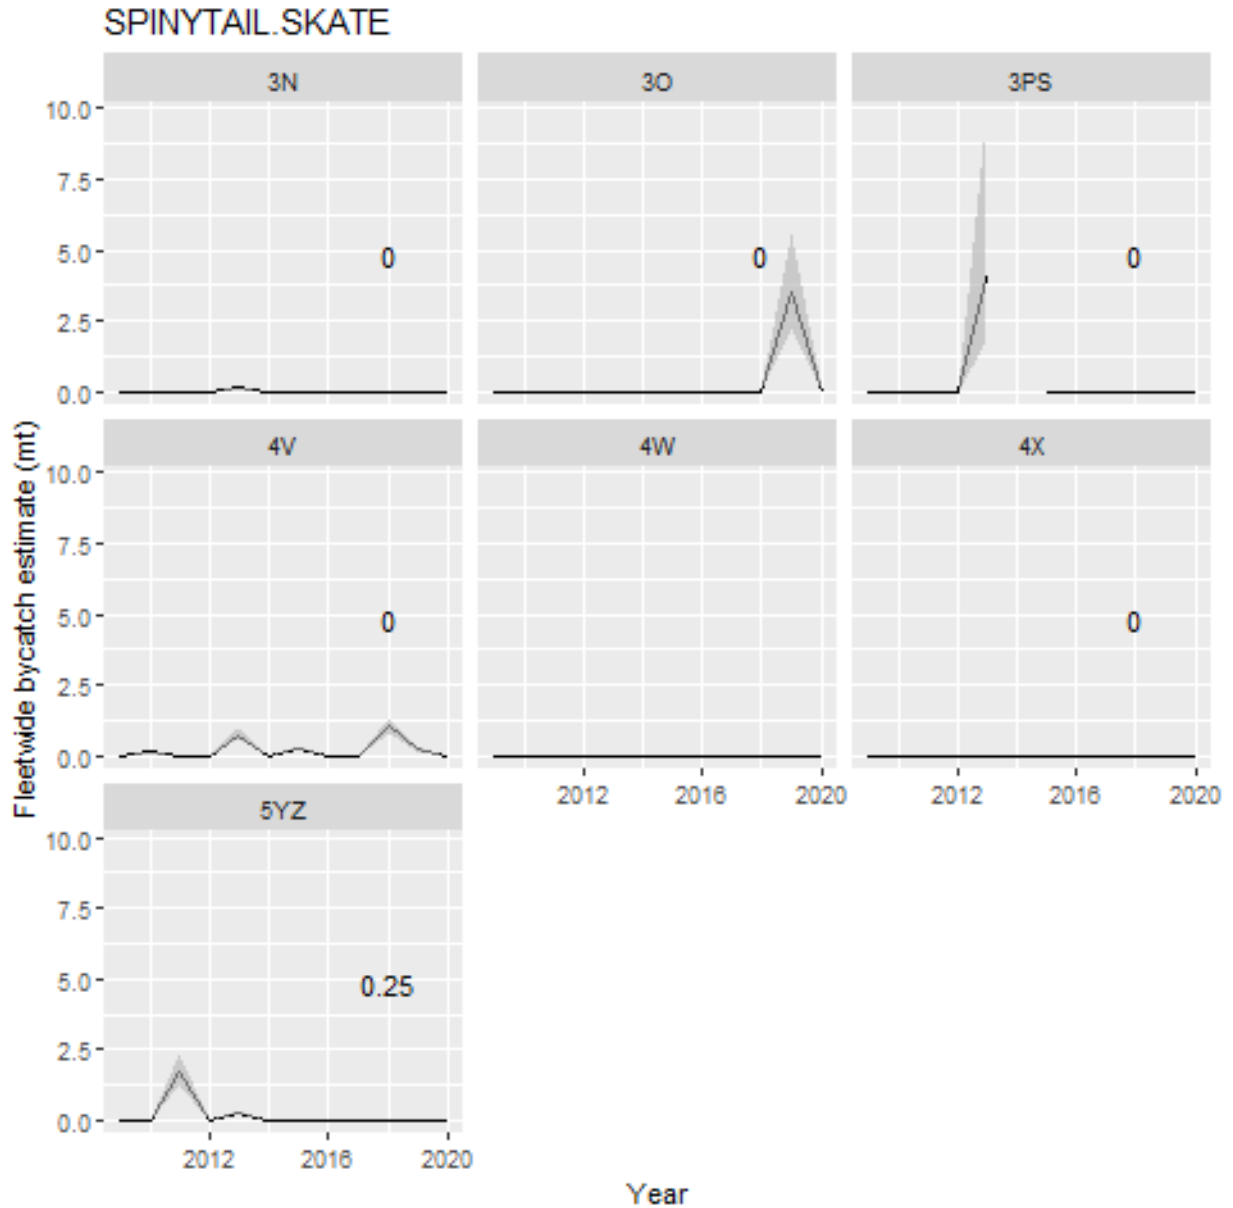 SPINYTAIL.SKATE
3N 3O 3PS
10.0
7.5
5.0 0 0 0
2.5
0.0
4V 4W 4X
10.0
7.5
5.0 0 0
2.5
0.0
2012 2016 2020 2012 2016 2020
5YZ
10.0
7.5
5.0 0.25
2.5
0.0
2012 2016 2020
Fleetwide bycatch estimate (mt)
Year